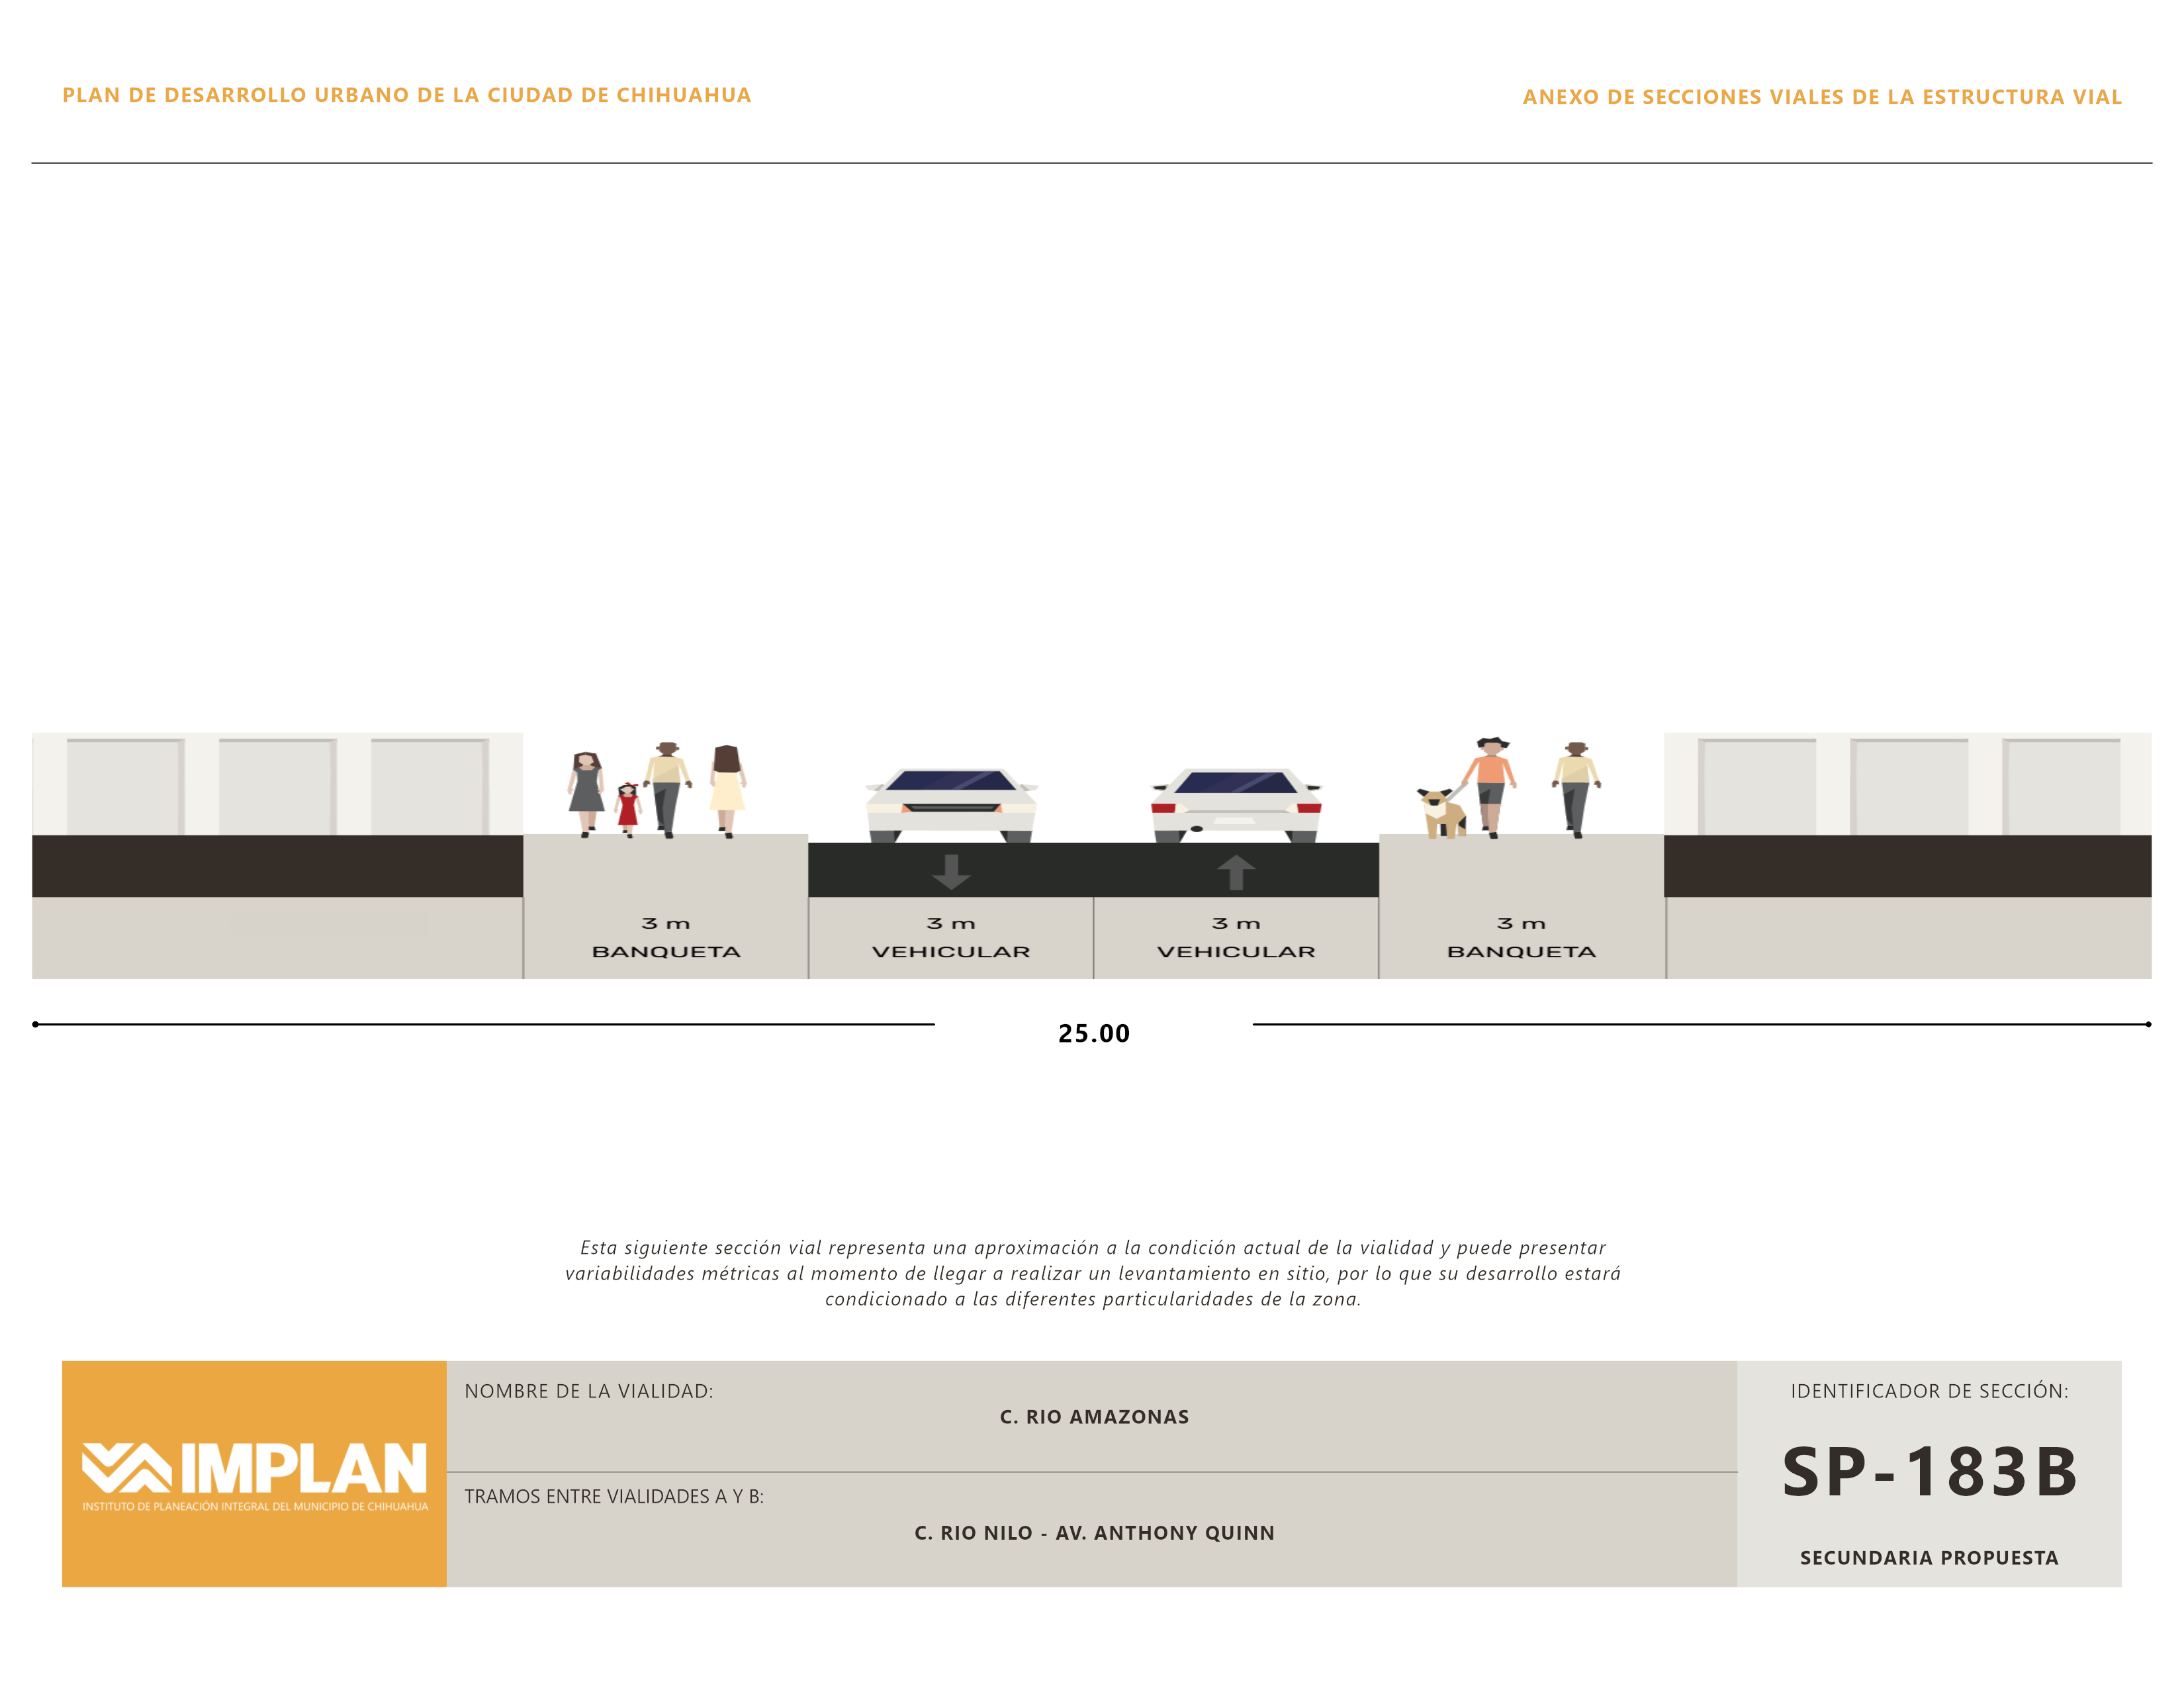 PLAN DE DESARROLLO URBANO DE LA CIUDAD DE CHIHUAHUA
ANEXO DE SECCIONES VIALES DE LA ESTRUCTURA VIAL
3 m
BANQUETA
3 m
VEHICULAR
3 m
VEHICULAR
3 m
BANQUETA
25.00
Esta siguiente sección vial representa una aproximación a la condición actual de la vialidad y puede presentar
variabilidades métricas al momento de llegar a realizar un levantamiento en sitio, por lo que su desarrollo estará
condicionado a las diferentes particularidades de la zona.
IMPLAN
INSTITUTO DE PLANEACIÓN INTEGRAL DEL MUNICIPIO DE CHIHUAHUA
NOMBRE DE LA VIALIDAD:
C. RIO AMAZONAS
TRAMOS ENTRE VIALIDADES A Y B:
C. RIO NILO - AV. ANTHONY QUINN
IDENTIFICADOR DE SECCIÓN:
SP-183B
SECUNDARIA PROPUESTA